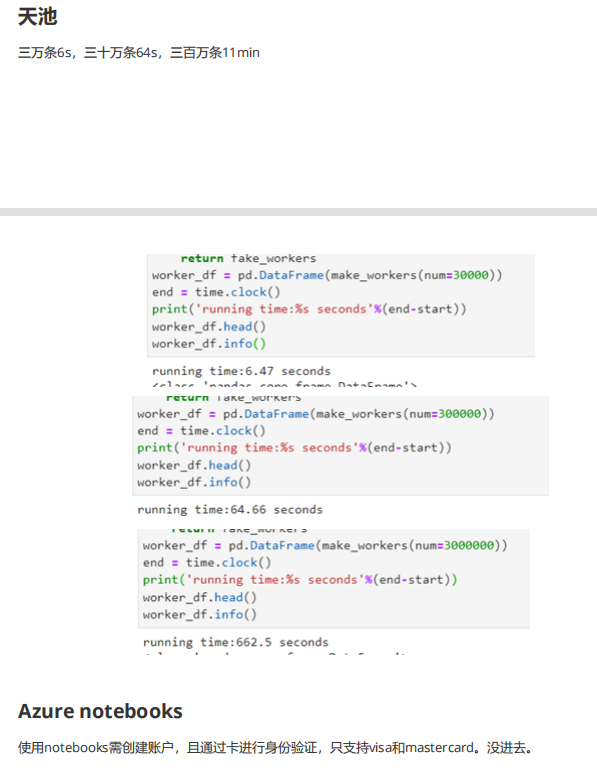 天池
三万条6s，三十万条64s，三百万条11min
return fake_workers
worker_df = pd.DataFrame(make_workers(num=30000))
end = time.clock()
print('running time:%s seconds'%(end-start))
worker_df.head()
worker_df.info()
running time:6.47 seconds
<class 'pandas.core.frame.DataFrame'>
return fake_workers
worker_df = pd.DataFrame(make_workers(num=300000))
end = time.clock()
print('running time:%s seconds'%(end-start))
worker_df.head()
worker_df.info()
running time:64.66 seconds
return fake_workers
worker_df = pd.DataFrame(make_workers(num=3000000))
end = time.clock()
print('running time:%s seconds'%(end-start))
worker_df.head()
worker_df.info()
running time:662.5 seconds
Azure notebooks
使用notebooks需创建账户，且通过卡进行身份验证，只支持visa和mastercard。没进去。